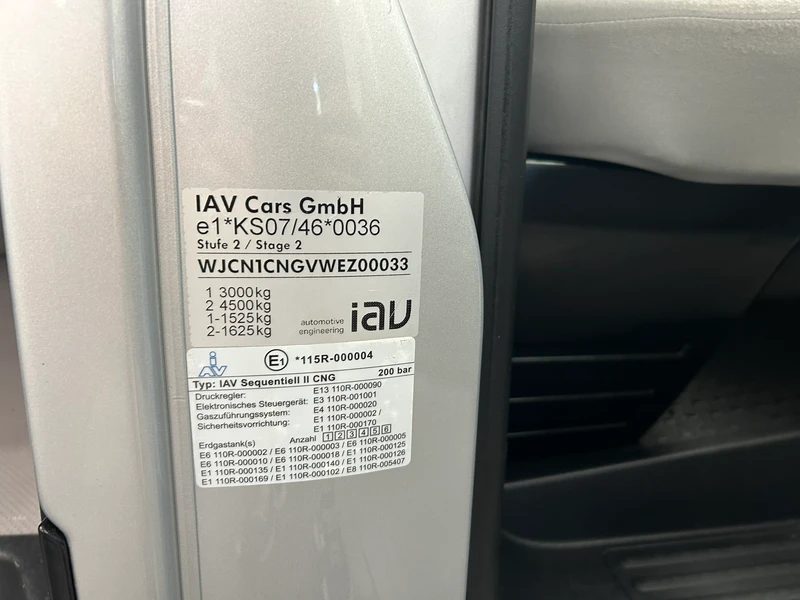 IAV Cars GmbH
e1*KS07/46*0036
Stufe 2 / Stage 2
WJCN1CNGVWEZ00033
1 3000kg
2 4500kg
1-1525kg
2-1625kg
automotive
engineering
iav
iav
E1 *115R-000004
Typ: IAV Sequentiell II CNG 200 bar
Druckregler: E13 110R-000090
Elektronisches Steuergerät: E3 110R-001001
Gaszuführungssystem: E4 110R-000020
Sicherheitsvorrichtung: E1 110R-000002 /
E1 110R-000170
Erdgastank(s) Anzahl 1 2 3 4 5 6
E6 110R-000002 / E6 110R-000003 / E6 110R-000005
E6 110R-000010 / E6 110R-000018 / E1 110R-000125
E1 110R-000135 / E1 110R-000140 / E1 110R-000126
E1 110R-000169 / E1 110R-000102 / E8 110R-005407